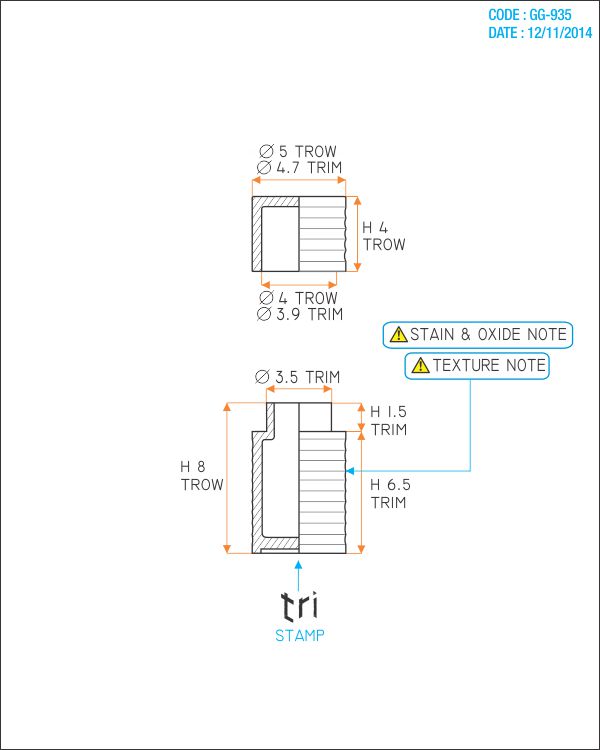 CODE : GG-935
DATE : 12/11/2014
Ø 5 TROW
Ø 4.7 TRIM
H 4
TROW
Ø 4 TROW
Ø 3.9 TRIM
STAIN & OXIDE NOTE
TEXTURE NOTE
Ø 3.5 TRIM
H 1.5
TRIM
H 8
TROW
H 6.5
TRIM
tri
STAMP